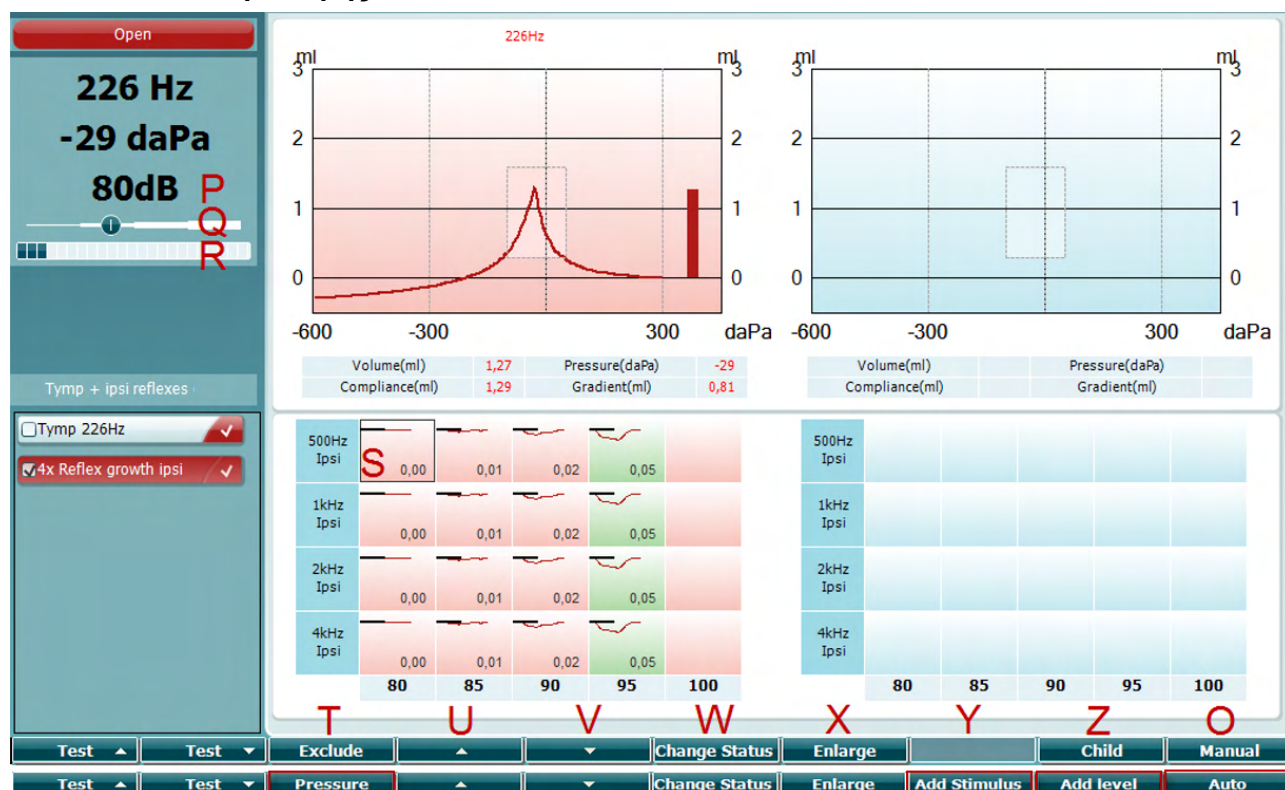 Open
226 Hz
-29 daPa
80dB P
Q
R
Tymp + ipsi reflexes
Tymp 226Hz
4x Reflex growth ipsi
226Hz
ml ml
3 3
2 2
1 1
0 0
-600 -300 300 daPa
Volume(ml) 1,27 Pressure(daPa) -29
Compliance(ml) 1,29 Gradient(ml) 0,81
ml ml
3 3
2 2
1 1
0 0
-600 -300 300 daPa
Volume(ml) Pressure(daPa)
Compliance(ml) Gradient(ml)
500Hz
Ipsi S 0,00 0,01 0,02 0,05
1kHz
Ipsi 0,00 0,01 0,02 0,05
2kHz
Ipsi 0,00 0,01 0,02 0,05
4kHz
Ipsi 0,00 0,01 0,02 0,05
80 85 90 95 100
500Hz
Ipsi
1kHz
Ipsi
2kHz
Ipsi
4kHz
Ipsi
80 85 90 95 100
T U V W X Y Z O
Test Test Exclude Change Status Enlarge Child Manual
Test Test Pressure Change Status Enlarge Add Stimulus Add level Auto